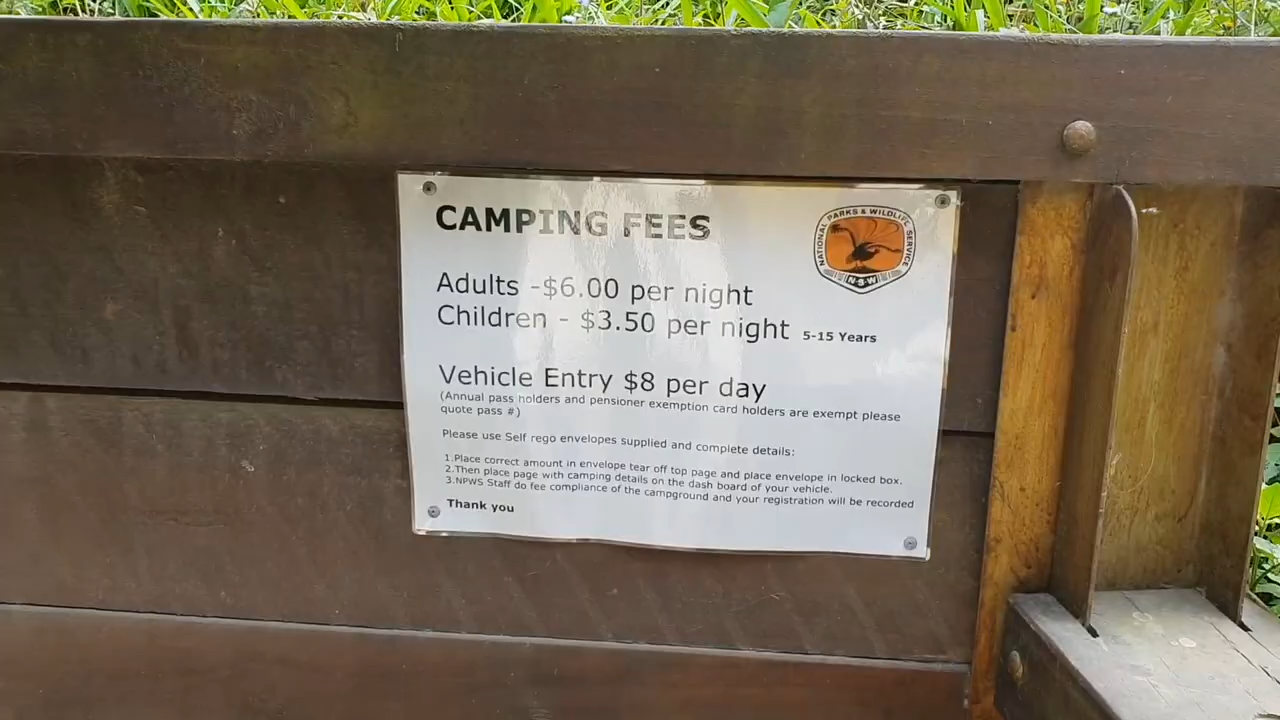 CAMPING FEES
NATIONAL PARKS & WILDLIFE SERVICE
N·S·W
Adults -$6.00 per night
Children - $3.50 per night 5-15 Years
Vehicle Entry $8 per day
(Annual pass holders and pensioner exemption card holders are exempt please
quote pass #)
Please use Self rego envelopes supplied and complete details:
1.Place correct amount in envelope tear off top page and place envelope in locked box.
2.Then place page with camping details on the dash board of your vehicle.
3.NPWS Staff do fee compliance of the campground and your registration will be recorded
Thank you